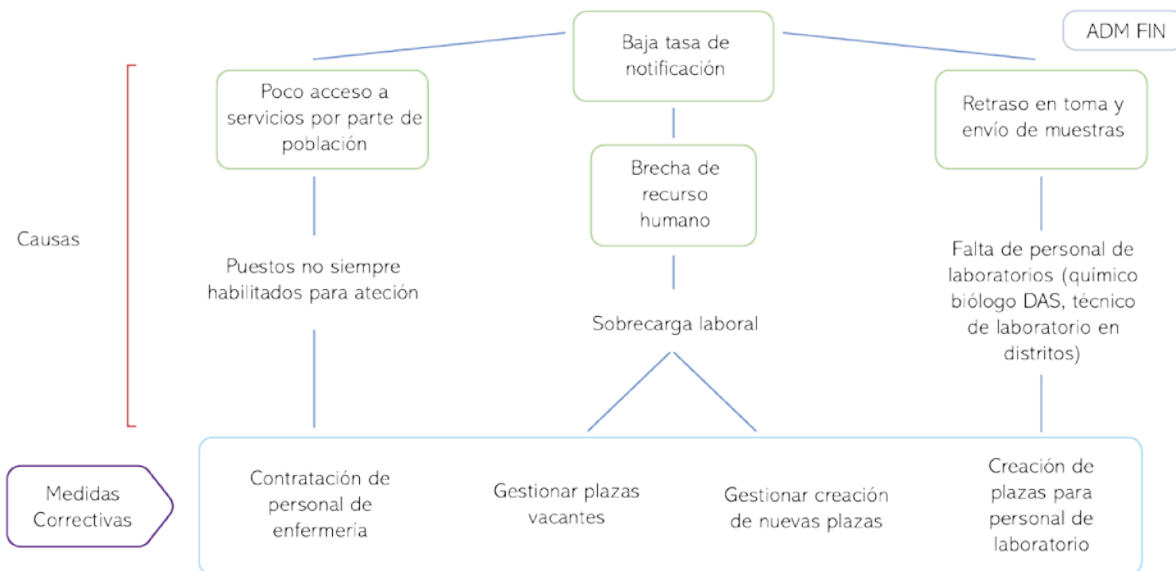 ADM FIN
Baja tasa de
notificación
Poco acceso a
servicios por parte de
población
Retraso en toma y
envío de muestras
Brecha de
recurso
humano
Causas
Puestos no siempre
habilitados para ateción
Falta de personal de
laboratorios (químico
biólogo DAS, técnico
de laboratorio en
distritos)
Sobrecarga laboral
Medidas
Correctivas
Contratación de
personal de
enfermería
Gestionar plazas
vacantes
Gestionar creación
de nuevas plazas
Creación de
plazas para
personal de
laboratorio